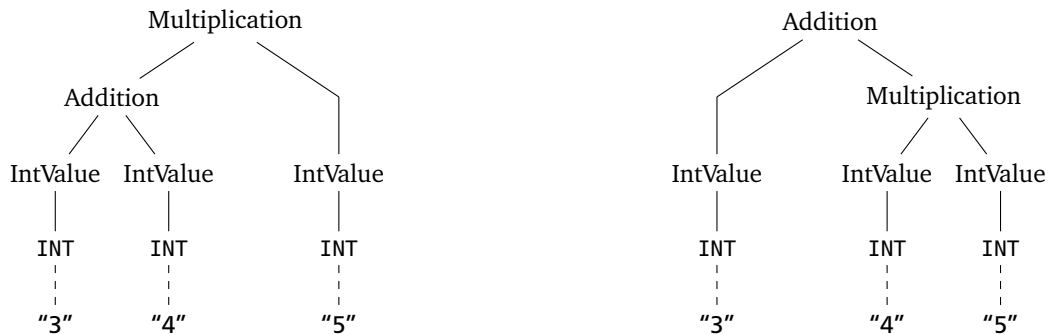 Multiplication Addition
Addition Multiplication
IntValue IntValue IntValue IntValue IntValue IntValue
INT INT INT INT INT INT
“3” “4” “5” “3” “4” “5”